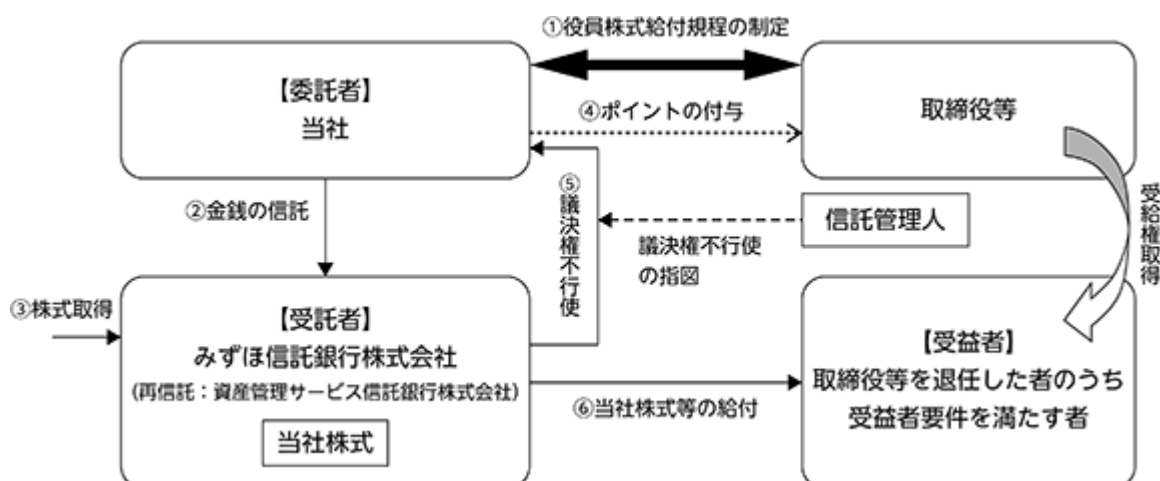 ①役員株式給付規程の制定
【委託者】
当社
④ポイントの付与
取締役等
②金銭の信託
⑤議決権不行使
信託管理人
議決権不行使
の指図
受給権取得
③株式取得
【受託者】
みずほ信託銀行株式会社
(再信託:資産管理サービス信託銀行株式会社)
当社株式
⑥当社株式等の給付
【受益者】
取締役等を退任した者のうち
受益者要件を満たす者